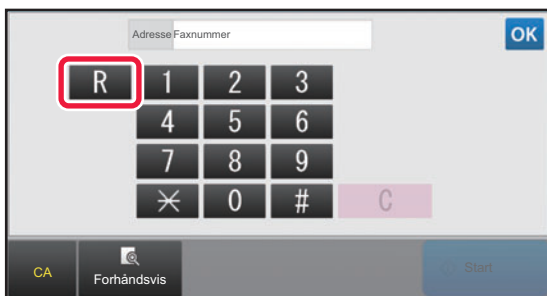 Adresse Faxnummer
OK
R 1 2 3
4 5 6
7 8 9
* 0 # C
CA
Forhåndsvis
Start